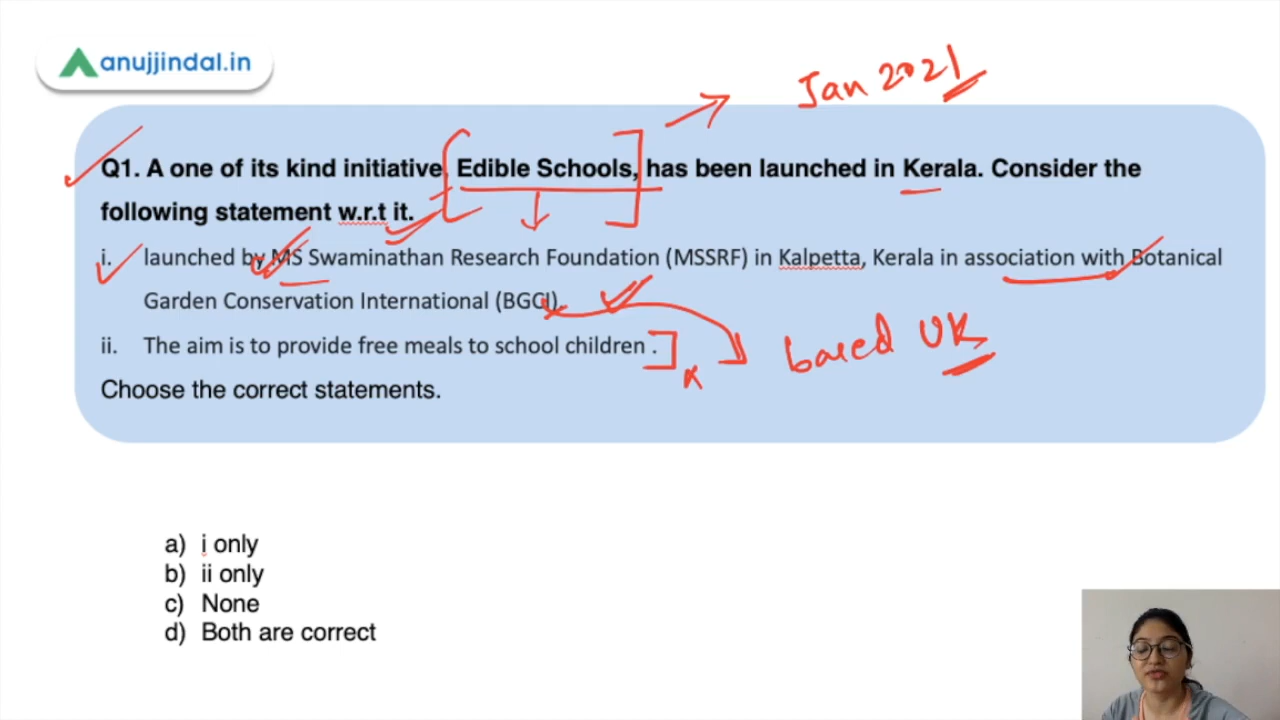 anujjindal.in
Jan 2021
Q1. A one of its kind initiative, Edible Schools, has been launched in Kerala. Consider the
following statement w.r.t it.
i. launched by MS Swaminathan Research Foundation (MSSRF) in Kalpetta, Kerala in association with Botanical
Garden Conservation International (BGCI).
ii. The aim is to provide free meals to school children .
based UK
Choose the correct statements.
a) i only
b) ii only
c) None
d) Both are correct